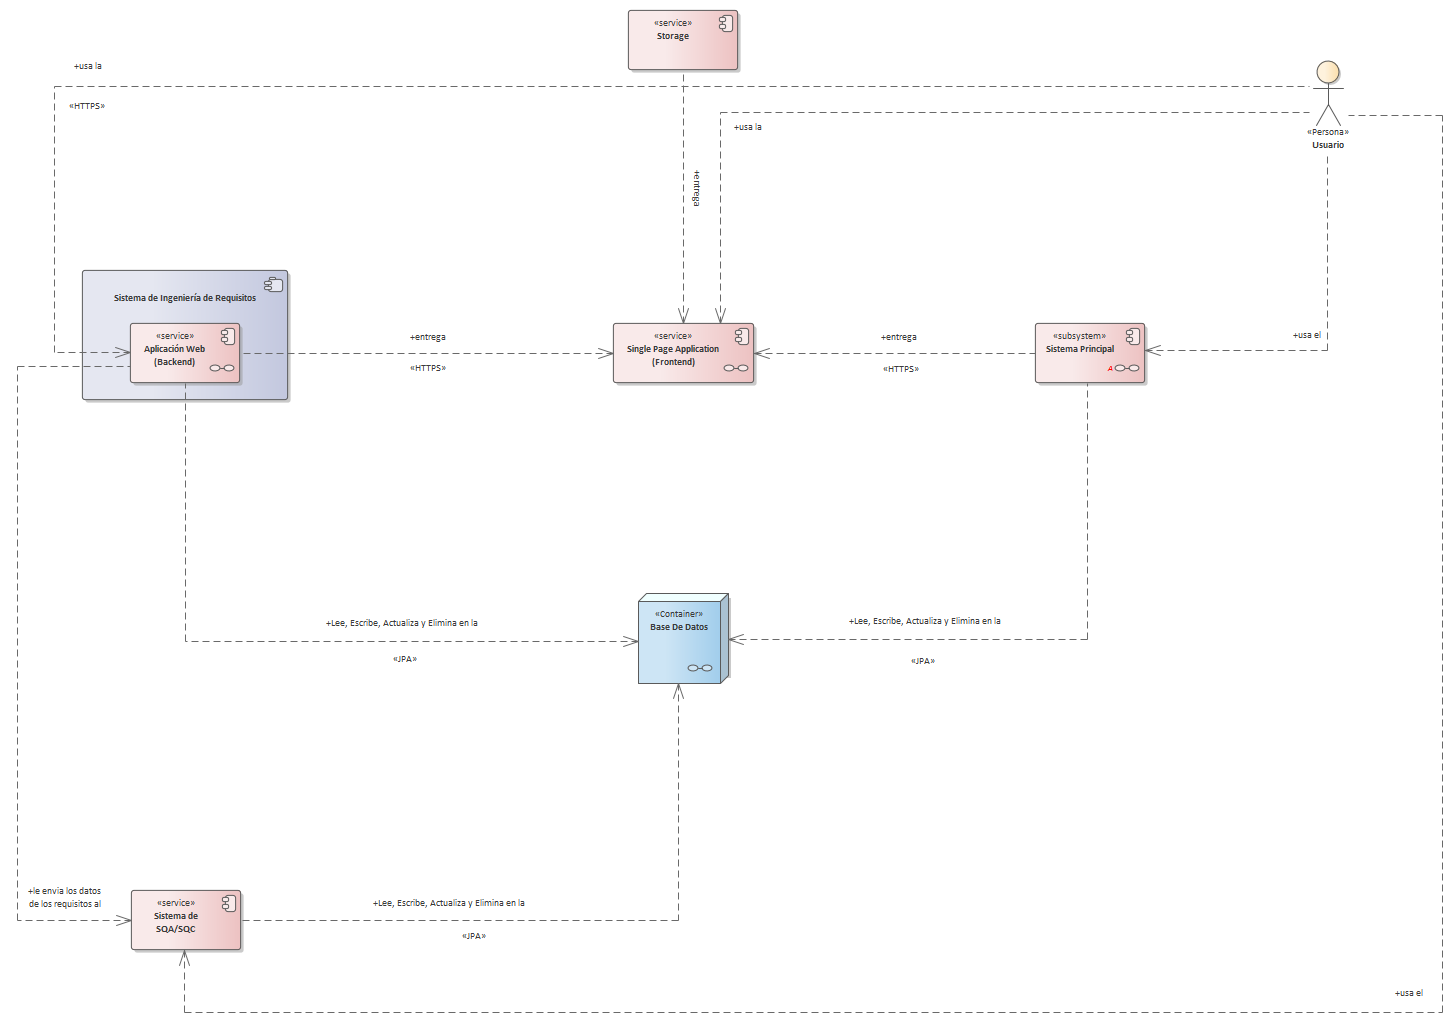 «service»
Storage
+usa la
«HTTPS»
+usa la
«Persona»
Usuario
+entrega
Sistema de Ingeniería de Requisitos
«service»
Aplicación Web
(Backend)
+entrega
«HTTPS»
«service»
Single Page Application
(Frontend)
+entrega
«HTTPS»
«subsystem»
Sistema Principal
A
+usa el
«Container»
Base De Datos
+Lee, Escribe, Actualiza y Elimina en la
«JPA»
+Lee, Escribe, Actualiza y Elimina en la
«JPA»
+le envia los datos
de los requisitos al
«service»
Sistema de
SQA/SQC
+Lee, Escribe, Actualiza y Elimina en la
«JPA»
+usa el